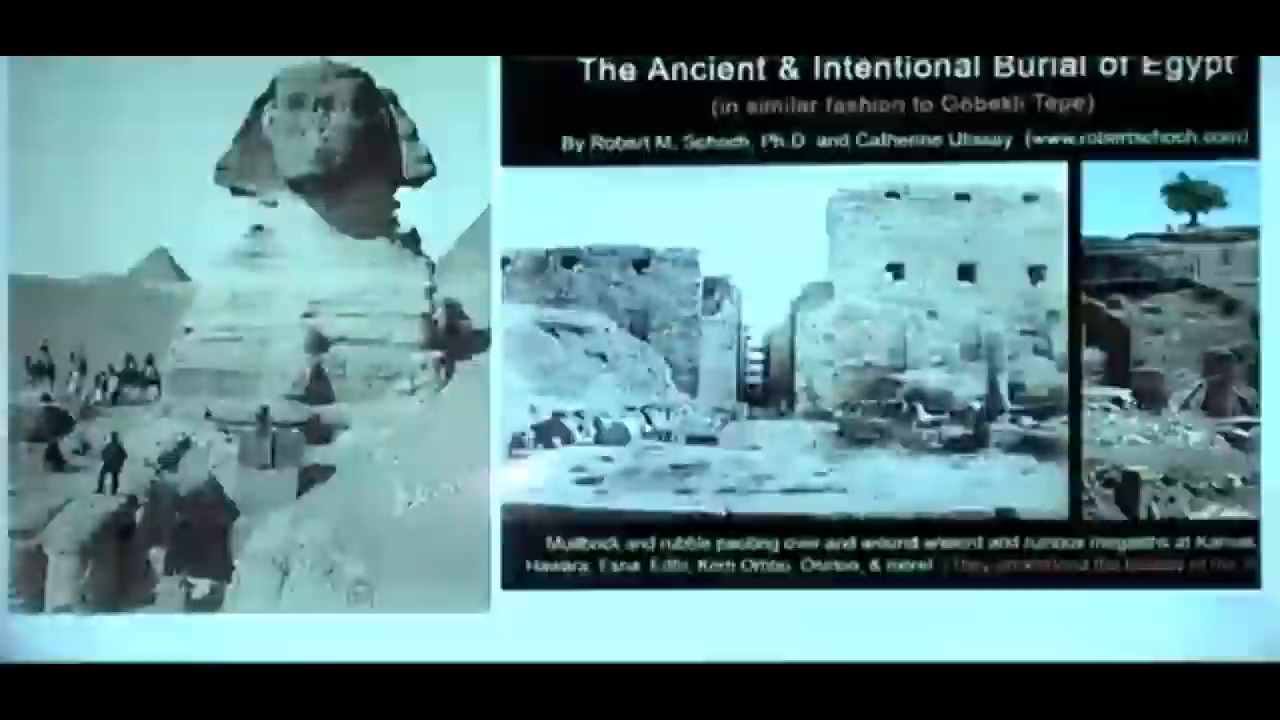 The Ancient & Intentional Burial of Egypt
(in similar fashion to Göbekli Tepe)
By Robert M. Schoch, Ph.D. and Catherine Ulissey (www.robertschoch.com)
Mudbrick and rubble packing over and around ancient and ruinous megaliths at Karnak
Hawara, Esna, Edfu, Kom Ombo, & more!